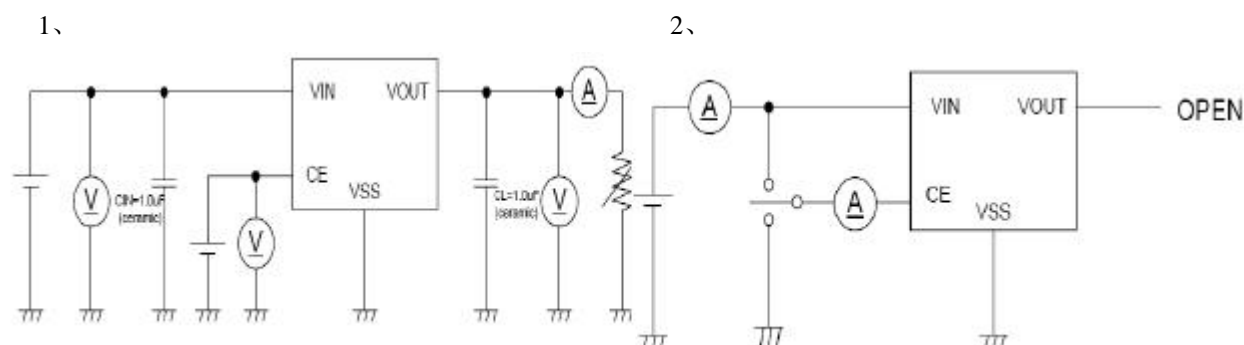 1、
2、
VIN
VOUT
A
V
CIN=1.0uF
(ceramic)
CE
VSS
V
CL=1.0uF
(ceramic)
V
A
VIN
VOUT
OPEN
A
CE
VSS